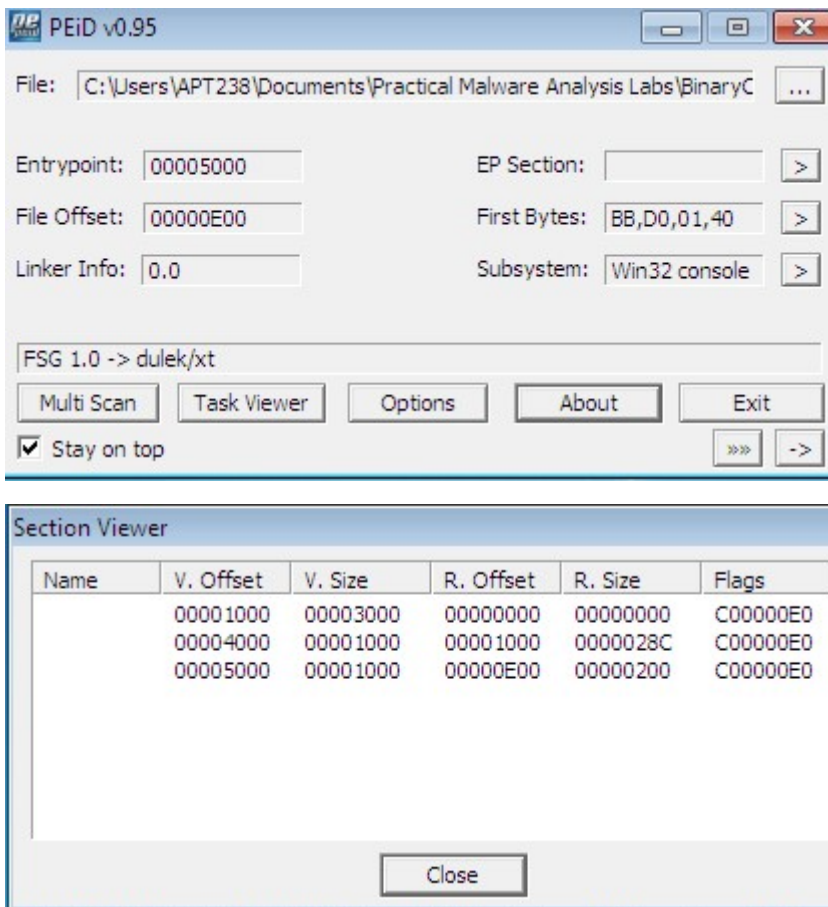 PEiD v0.95
File: C:\Users\APT238\Documents\Practical Malware Analysis Labs\BinaryC ...
Entrypoint: 00005000 EP Section: >
File Offset: 00000E00 First Bytes: BB,D0,01,40 >
Linker Info: 0.0 Subsystem: Win32 console >
FSG 1.0 -> dulek/xt
Multi Scan Task Viewer Options About Exit
Stay on top »» ->
Section Viewer
Name V. Offset V. Size R. Offset R. Size Flags
00001000 00003000 00000000 00000000 C00000E0
00004000 00001000 00001000 0000028C C00000E0
00005000 00001000 00000E00 00000200 C00000E0
Close